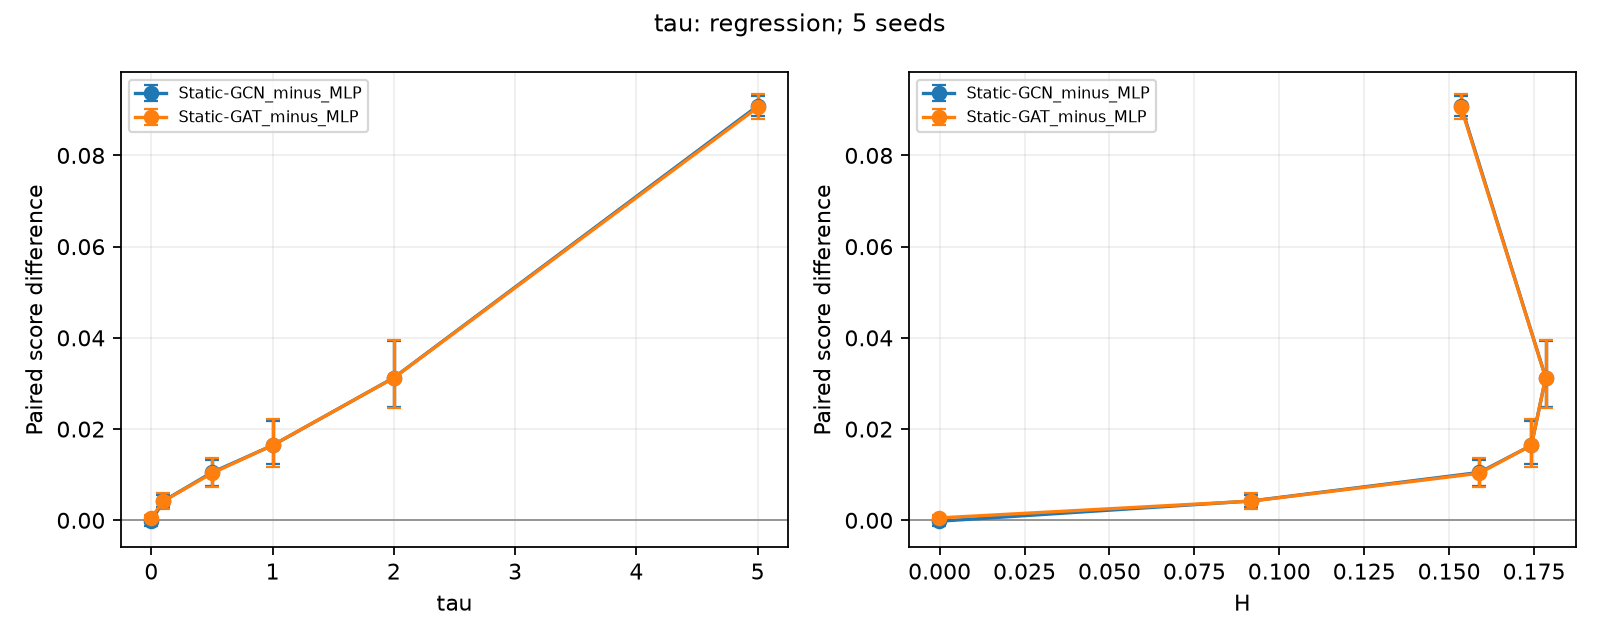 tau: regression; 5 seeds
Static-GCN_minus_MLP
Static-GAT_minus_MLP
Paired score difference
0.08
0.06
0.04
0.02
0.00
0 1 2 3 4 5
tau
Static-GCN_minus_MLP
Static-GAT_minus_MLP
Paired score difference
0.08
0.06
0.04
0.02
0.00
0.000 0.025 0.050 0.075 0.100 0.125 0.150 0.175
H